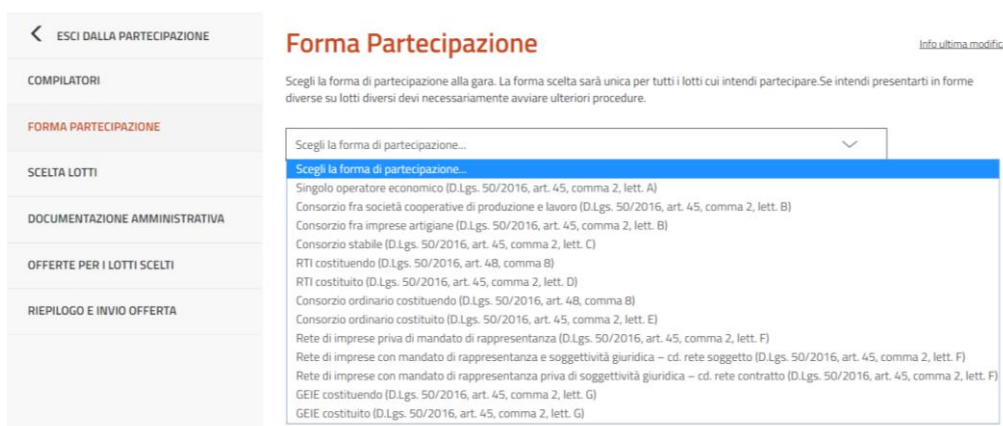 ESCI DALLA PARTECIPAZIONE
COMPILATORI
FORMA PARTECIPAZIONE
SCELTA LOTTI
DOCUMENTAZIONE AMMINISTRATIVA
OFFERTE PER I LOTTI SCELTI
RIEPILOGO E INVIO OFFERTA
Forma Partecipazione
Info ultima modific
Scegli la forma di partecipazione alla gara. La forma scelta sarà unica per tutti i lotti cui intendi partecipare.Se intendi presentarti in forme
diverse su lotti diversi devi necessariamente avviare ulteriori procedure.
Scegli la forma di partecipazione...
Scegli la forma di partecipazione...
Singolo operatore economico (D.Lgs. 50/2016, art. 45, comma 2, lett. A)
Consorzio fra società cooperative di produzione e lavoro (D.Lgs. 50/2016, art. 45, comma 2, lett. B)
Consorzio fra imprese artigiane (D.Lgs. 50/2016, art. 45, comma 2, lett. B)
Consorzio stabile (D.Lgs. 50/2016, art. 45, comma 2, lett. C)
RTI costituendo (D.Lgs. 50/2016, art. 48, comma 8)
RTI costituito (D.Lgs. 50/2016, art. 45, comma 2, lett. D)
Consorzio ordinario costituendo (D.Lgs. 50/2016, art. 48, comma 8)
Consorzio ordinario costituito (D.Lgs. 50/2016, art. 45, comma 2, lett. E)
Rete di imprese priva di mandato di rappresentanza (D.Lgs. 50/2016, art. 45, comma 2, lett. F)
Rete di imprese con mandato di rappresentanza e soggettività giuridica – cd. rete soggetto (D.Lgs. 50/2016, art. 45, comma 2, lett. F)
Rete di imprese con mandato di rappresentanza priva di soggettività giuridica – cd. rete contratto (D.Lgs. 50/2016, art. 45, comma 2, lett. F)
GEIE costituendo (D.Lgs. 50/2016, art. 45, comma 2, lett. G)
GEIE costituito (D.Lgs. 50/2016, art. 45, comma 2, lett. G)